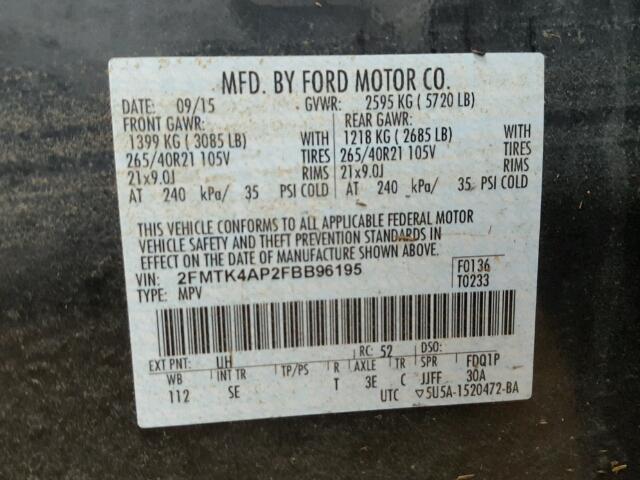 MFD. BY FORD MOTOR CO.
DATE: 09/15 GVWR: 2595 KG ( 5720 LB)
FRONT GAWR: REAR GAWR:
1399 KG ( 3085 LB) WITH 1218 KG ( 2685 LB) WITH
265/40R21 105V TIRES 265/40R21 105V TIRES
21x9.0J RIMS 21x9.0J RIMS
AT 240 kPa/ 35 PSI COLD AT 240 kPa/ 35 PSI COLD
THIS VEHICLE CONFORMS TO ALL APPLICABLE FEDERAL MOTOR
VEHICLE SAFETY AND THEFT PREVENTION STANDARDS IN
EFFECT ON THE DATE OF MANUFACTURE SHOWN ABOVE.
VIN: 2FMTK4AP2FBB96195 F0136
TYPE: MPV T0233
EXT PNT: UH RC: 52 DSO:
WB INT TR TP/PS R AXLE TR SPR FDQ1P
112 SE T 3E C JJFF 30A
UTC ▽5U5A-1520472-BA